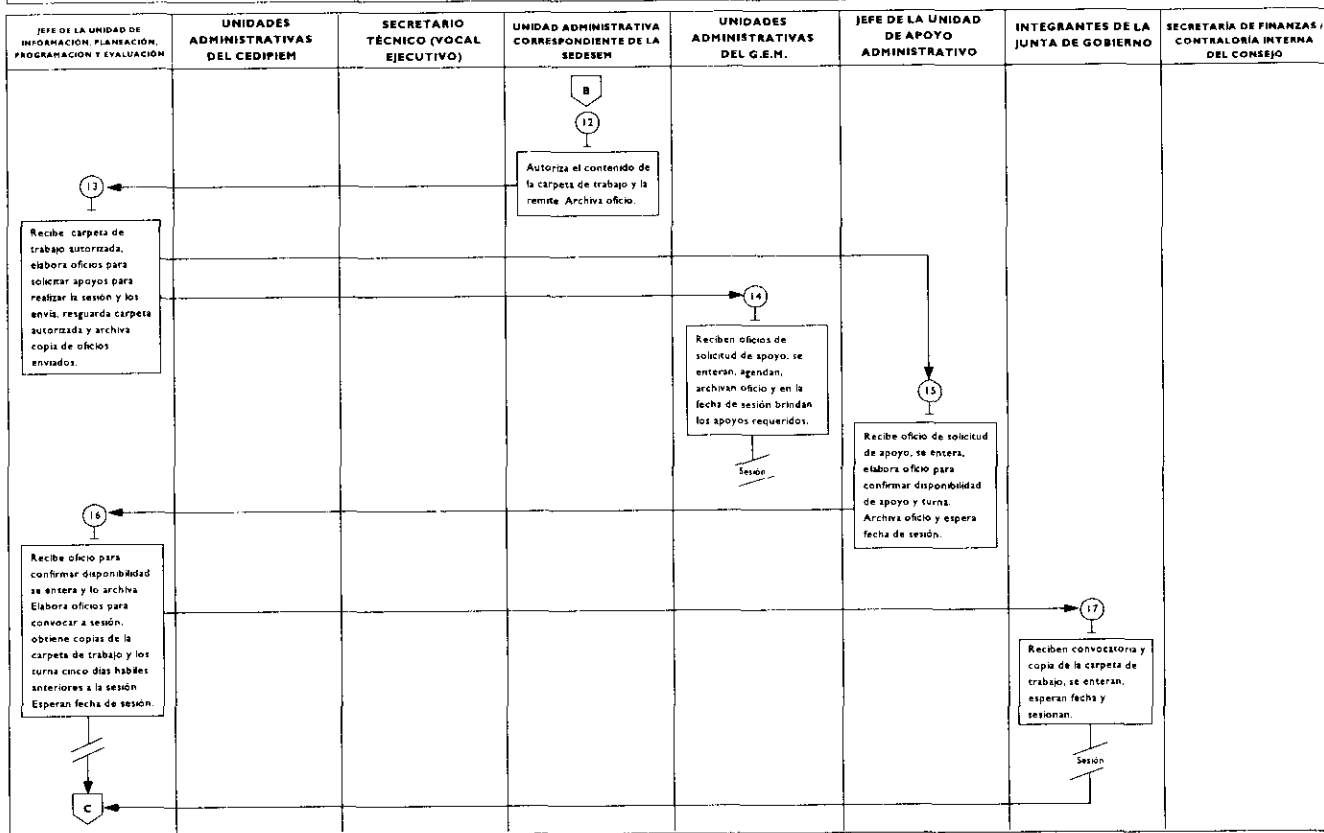 JEFE DE LA UNIDAD DE
INFORMACIÓN, PLANEACIÓN,
PROGRAMACIÓN Y EVALUACIÓN
UNIDADES
ADMINISTRATIVAS
DEL CEDIPIEM
SECRETARIO
TÉCNICO (VOCAL
EJECUTIVO)
UNIDAD ADMINISTRATIVA
CORRESPONDIENTE DE LA
SEDESEM
UNIDADES
ADMINISTRATIVAS
DEL G.E.M.
JEFE DE LA UNIDAD
DE APOYO
ADMINISTRATIVO
INTEGRANTES DE LA
JUNTA DE GOBIERNO
SECRETARÍA DE FINANZAS /
CONTRALORÍA INTERNA
DEL CONSEJO
B
12
Autoriza el contenido de
la carpeta de trabajo y la
remite. Archiva oficio.
13
Recibe carpeta de
trabajo autorizada,
elabora oficios para
solicitar apoyos para
realizar la sesión y los
envía, resguarda carpeta
autorizada y archiva
copia de oficios
enviados.
14
Reciben oficios de
solicitud de apoyo, se
enteran, agendan,
archivan oficio y en la
fecha de sesión brindan
los apoyos requeridos.
Sesión
15
Recibe oficio de solicitud
de apoyo, se entera,
elabora oficio para
confirmar disponibilidad
de apoyo y turna.
Archiva oficio y espera
fecha de sesión.
16
Recibe oficio para
confirmar disponibilidad
se entera y lo archiva
Elabora oficios para
convocar a sesión,
obtiene copias de la
carpeta de trabajo y los
turna cinco días habiles
anteriores a la sesión
Esperan fecha de sesión.
17
Reciben convocatoria y
copia de la carpeta de
trabajo, se enteran,
esperan fecha y
sesionan.
Sesión
C